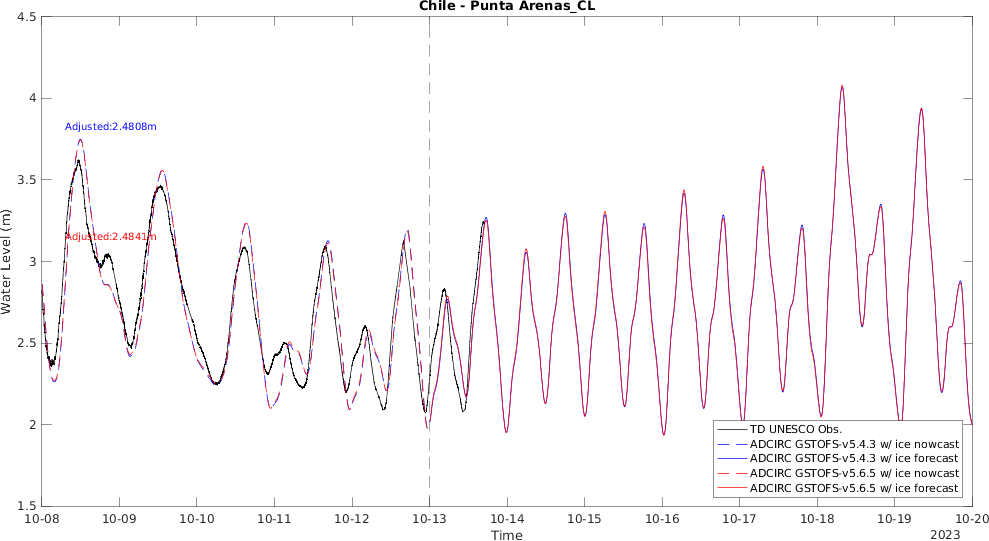 Chile - Punta Arenas_CL
Water Level (m)
4.5
4
3.5
3
2.5
2
1.5
Adjusted:2.4808m
Adjusted:2.4841m
TD UNESCO Obs.
ADCIRC GSTOFS-v5.4.3 w/ ice nowcast
ADCIRC GSTOFS-v5.4.3 w/ ice forecast
ADCIRC GSTOFS-v5.6.5 w/ ice nowcast
ADCIRC GSTOFS-v5.6.5 w/ ice forecast
10-08 10-09 10-10 10-11 10-12 10-13 10-14 10-15 10-16 10-17 10-18 10-19 10-20
Time
2023